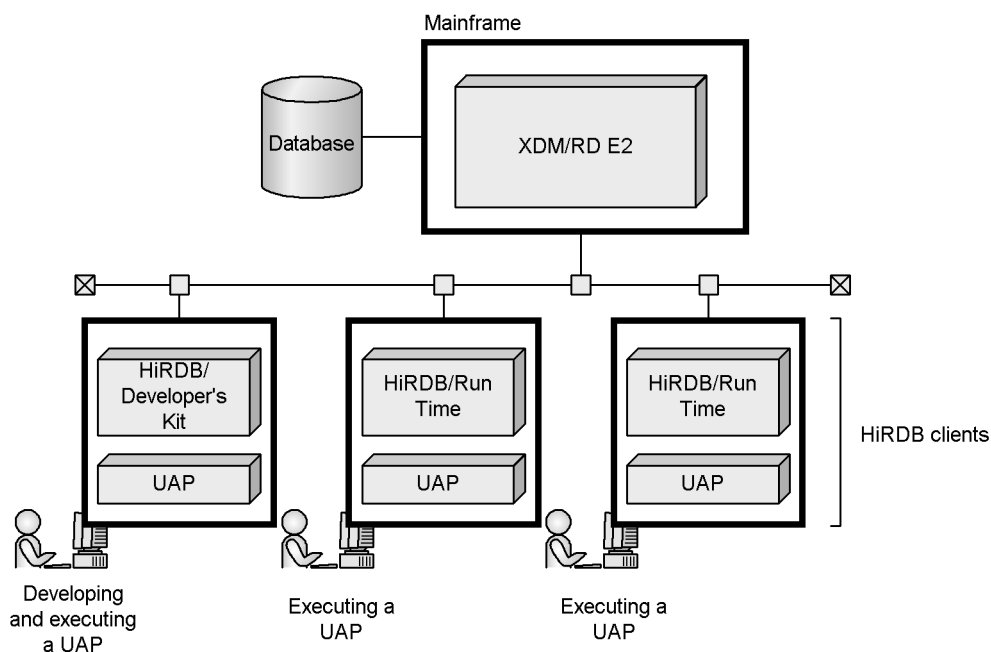 Mainframe
XDM/RD E2
Database
HiRDB/
Developer's
Kit
UAP
HiRDB/Run
Time
UAP
HiRDB/Run
Time
UAP
HiRDB clients
Developing
and executing
a UAP
Executing a
UAP
Executing a
UAP